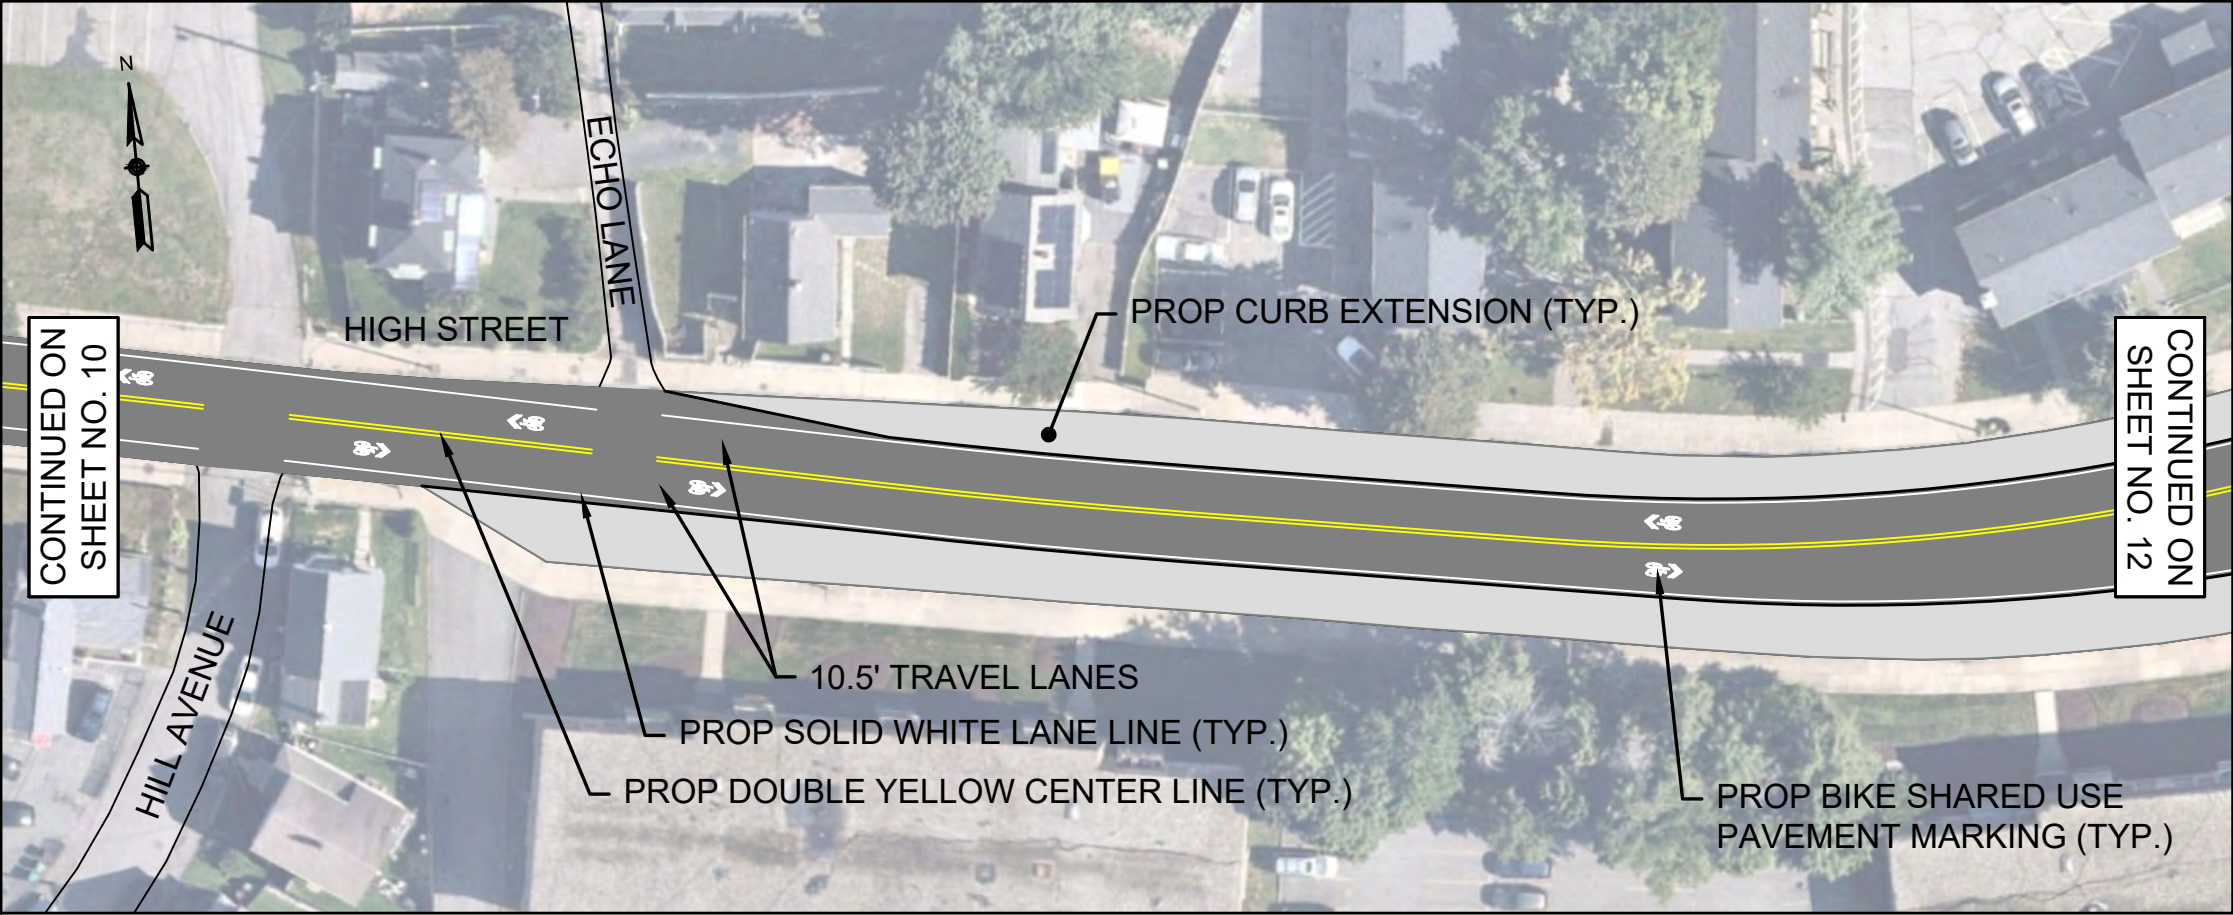 N
ECHO LANE
HIGH STREET
PROP CURB EXTENSION (TYP.)
CONTINUED ON
SHEET NO. 10
CONTINUED ON
SHEET NO. 12
HILL AVENUE
10.5' TRAVEL LANES
PROP SOLID WHITE LANE LINE (TYP.)
PROP DOUBLE YELLOW CENTER LINE (TYP.)
PROP BIKE SHARED USE
PAVEMENT MARKING (TYP.)